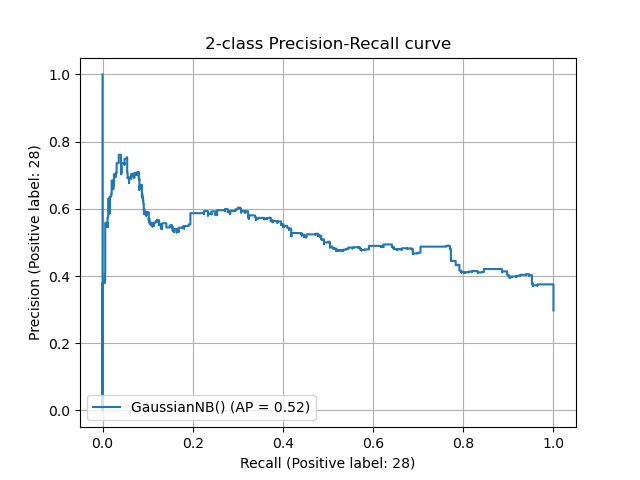 2-class Precision-Recall curve
Precision (Positive label: 28)
1.0
0.8
0.6
0.4
0.2
0.0
GaussianNB() (AP = 0.52)
0.0 0.2 0.4 0.6 0.8 1.0
Recall (Positive label: 28)